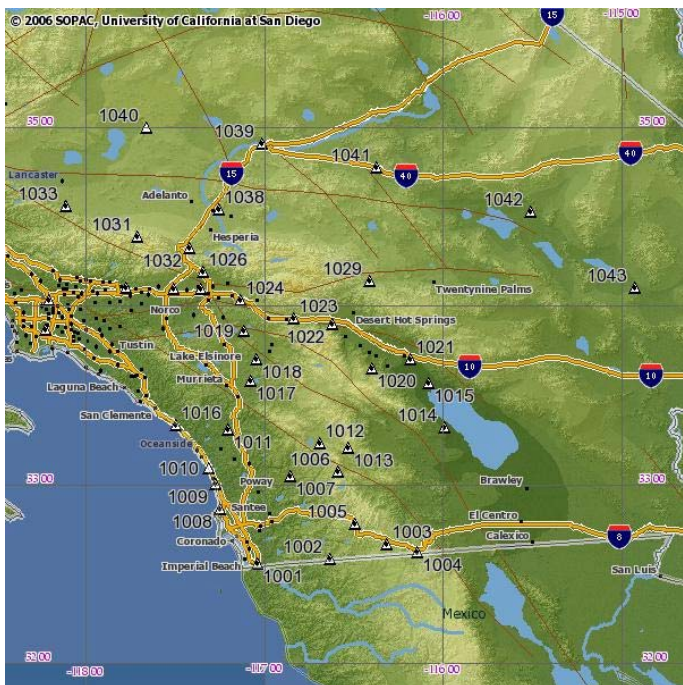 © 2006 SOPAC, University of California at San Diego
-116 00
15
-115 00
35 00
1040
1039
35 00
40
1041
40
Lancaster
15
1033
Adelanto
1038
1042
1031
Hesperia
1032
1026
1029
1043
1024
Twentynine Palms
Norco
1023
1019
1022
Desert Hot Springs
Tustin
Lake Elsinore
1018
1021
10
Laguna Beach
Murrieta
1017
1020
1015
10
San Clemente
1016
1014
Oceanside
1011
1012
1006
1013
1010
33 00
Poway
1007
Brawley
33 00
1009
Santee
1005
El Centro
1008
Coronado
1003
Calexico
8
Imperial Beach
1002
1004
1001
San Luis
Mexico
32 00
-118 00
-117 00
-116 00
32 00